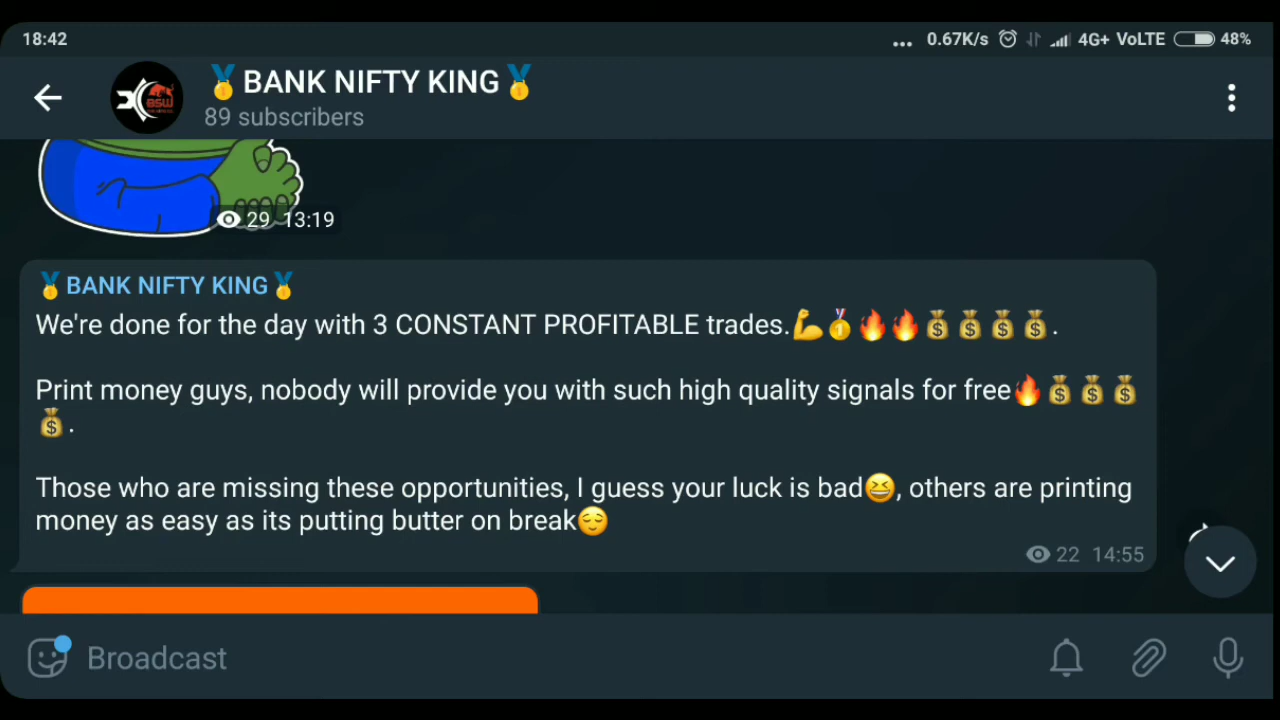 18:42
... 0.67K/s 4G+ VoLTE 48%
🥇BANK NIFTY KING🥇
BSW
89 subscribers
29 13:19
🥇BANK NIFTY KING🥇
We're done for the day with 3 CONSTANT PROFITABLE trades.💪🥇🔥🔥💰💰💰💰.
Print money guys, nobody will provide you with such high quality signals for free🔥💰💰💰
💰.
Those who are missing these opportunities, I guess your luck is bad😆, others are printing
money as easy as its putting butter on break😌
22 14:55
Broadcast